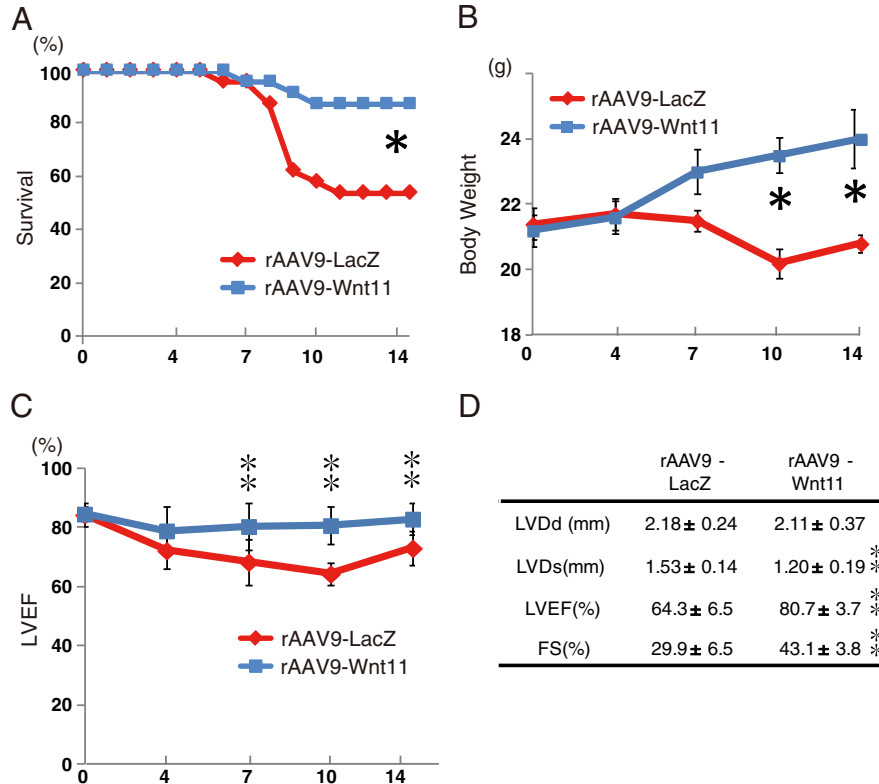 A
(%)
100
80
60
40
20
0
Survival
*
rAAV9-LacZ
rAAV9-Wnt11
0 4 7 10 14
B
(g)
24
22
20
18
Body Weight
rAAV9-LacZ
rAAV9-Wnt11
* *
0 4 7 10 14
C
(%)
100
80
60
40
20
0
LVEF
** ** **
rAAV9-LacZ
rAAV9-Wnt11
0 4 7 10 14
D
rAAV9 - rAAV9 -
LacZ Wnt11
LVDd (mm) 2.18 ± 0.24 2.11 ± 0.37
LVDs(mm) 1.53 ± 0.14 1.20 ± 0.19 **
LVEF(%) 64.3 ± 6.5 80.7 ± 3.7 **
FS(%) 29.9 ± 6.5 43.1 ± 3.8 **